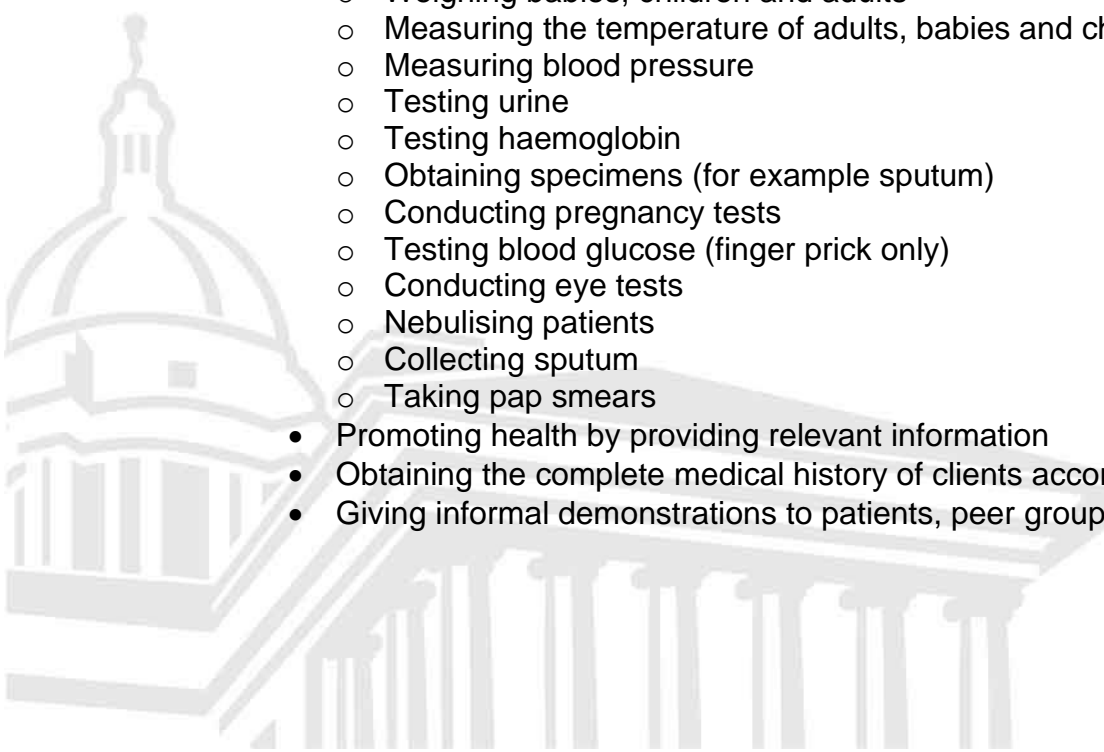 o Weighing babies, children and adults
o Measuring the temperature of adults, babies and ch
o Measuring blood pressure
o Testing urine
o Testing haemoglobin
o Obtaining specimens (for example sputum)
o Conducting pregnancy tests
o Testing blood glucose (finger prick only)
o Conducting eye tests
o Nebulising patients
o Collecting sputum
o Taking pap smears
• Promoting health by providing relevant information
• Obtaining the complete medical history of clients accor
• Giving informal demonstrations to patients, peer group